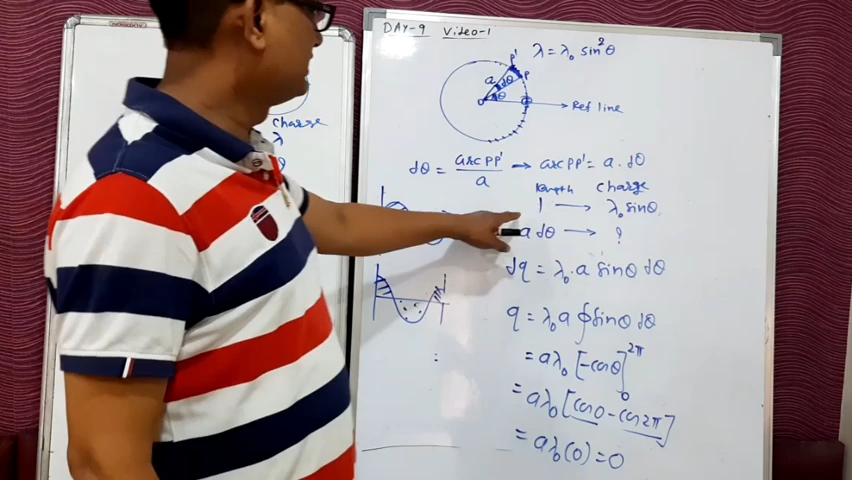 DAY-9 Video-1
λ = λ₀ sin²θ
P'
P
a dθ
θ
O
Ref line
charge
λ
?
dθ = arc PP'/a → arc PP' = a. dθ
length charge
1 → λ₀ sinθ
a dθ → ?
dq = λ₀. a sinθ dθ
q = λ₀ a ∮ sinθ dθ
= aλ₀ [-cosθ]₀^2π
= aλ₀ [cos0 - cos2π]
= aλ₀ (0) = 0